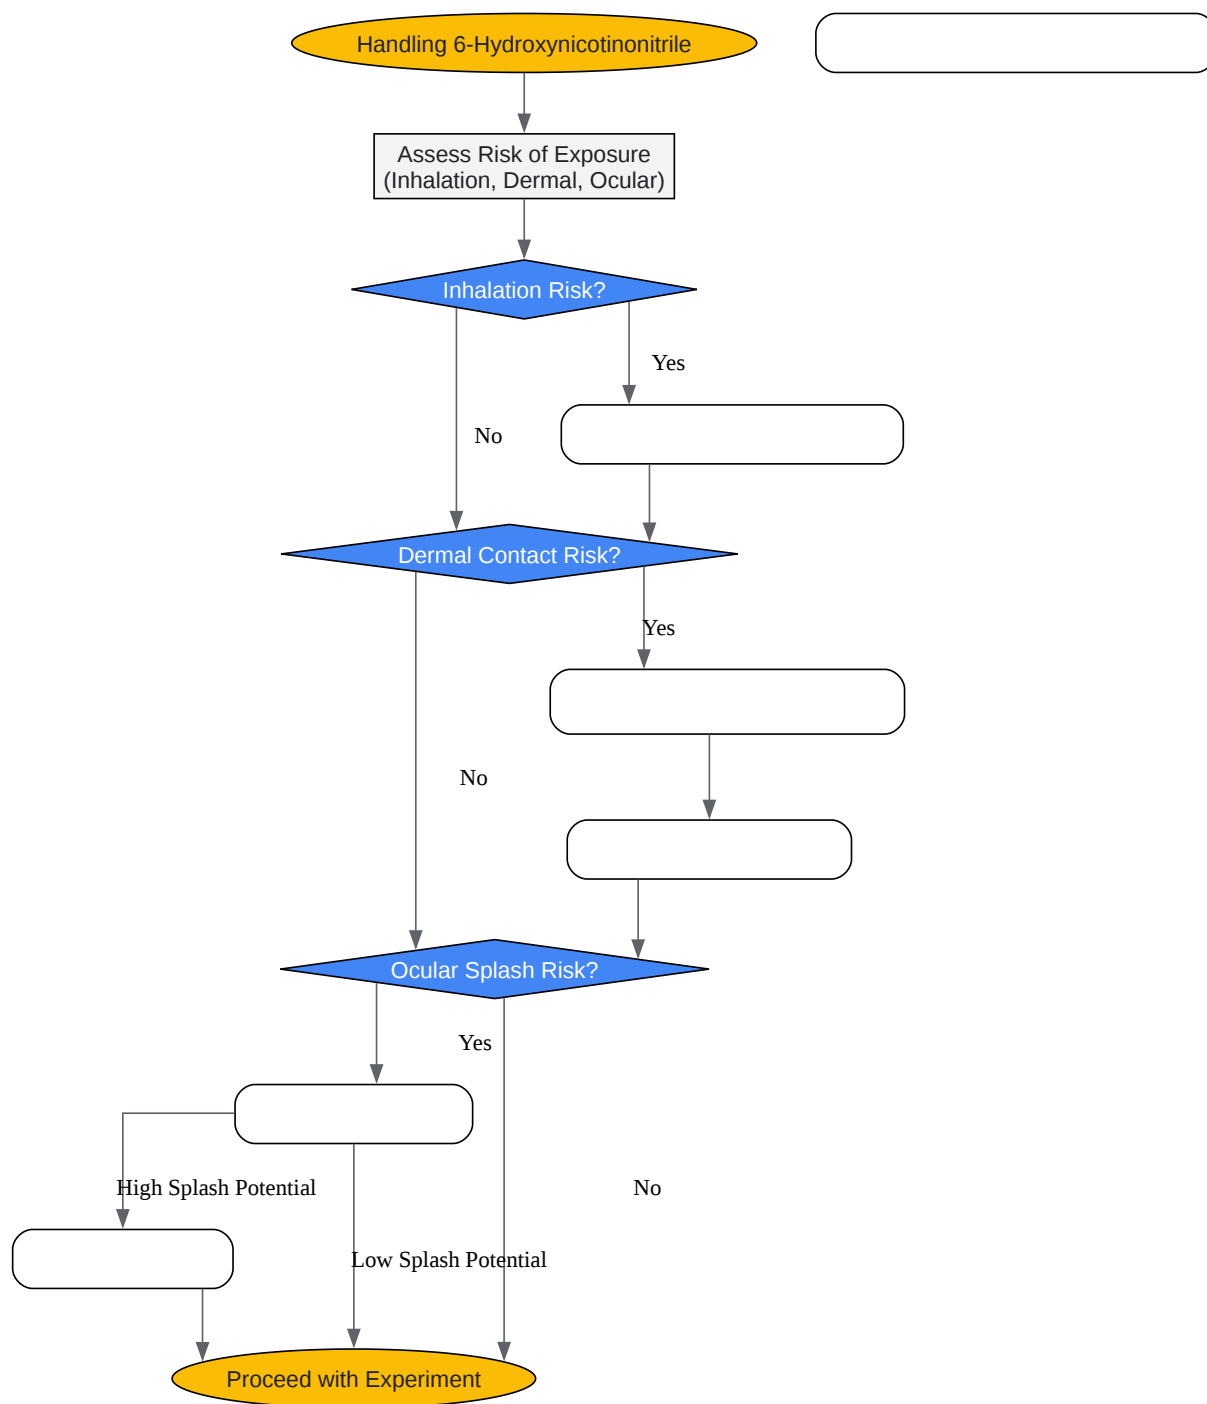 Handling 6-Hydroxynicotinonitrile
Assess Risk of Exposure
(Inhalation, Dermal, Ocular)
Inhalation Risk?
Yes
No
Dermal Contact Risk?
Yes
No
Ocular Splash Risk?
Yes
High Splash Potential
No
Low Splash Potential
Proceed with Experiment